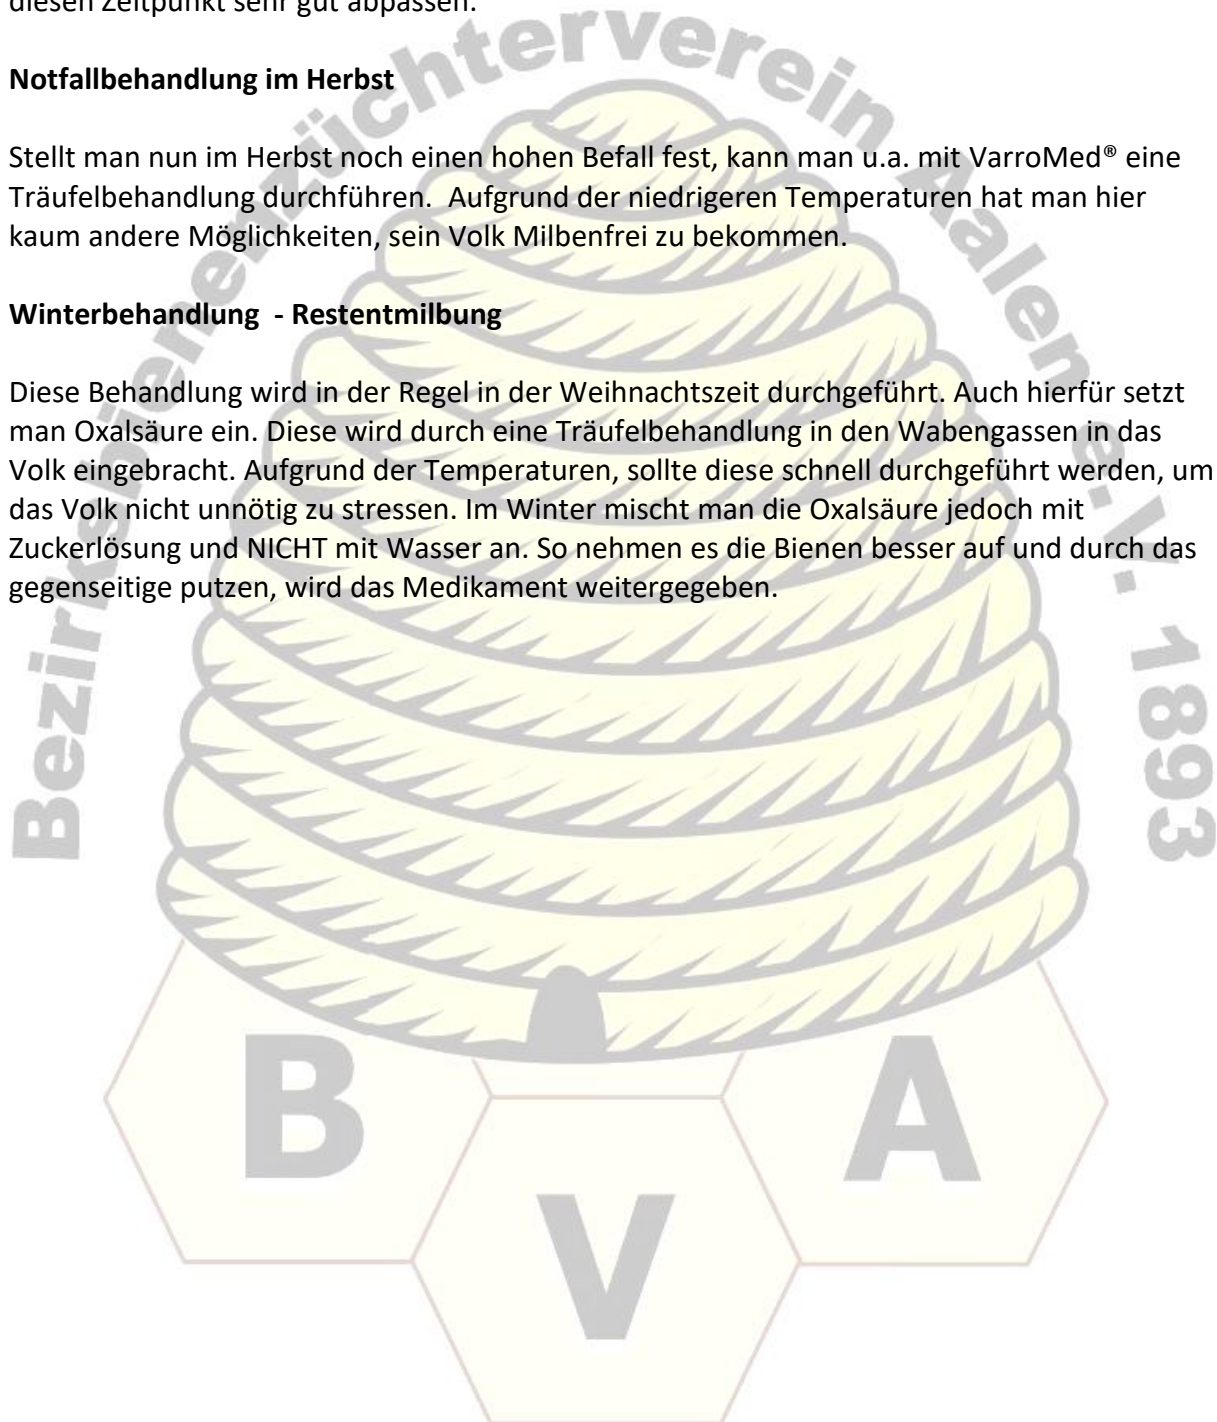 diesen Zeitpunkt sehr gut abpassen.
Notfallbehandlung im Herbst
Stellt man nun im Herbst noch einen hohen Befall fest, kann man u.a. mit VarroMed® eine
Träufelbehandlung durchführen.  Aufgrund der niedrigeren Temperaturen hat man hier
kaum andere Möglichkeiten, sein Volk Milbenfrei zu bekommen.
Winterbehandlung  - Restentmilbung
Diese Behandlung wird in der Regel in der Weihnachtszeit durchgeführt. Auch hierfür setzt
man Oxalsäure ein. Diese wird durch eine Träufelbehandlung in den Wabengassen in das
Volk eingebracht. Aufgrund der Temperaturen, sollte diese schnell durchgeführt werden, um
das Volk nicht unnötig zu stressen. Im Winter mischt man die Oxalsäure jedoch mit
Zuckerlösung und NICHT mit Wasser an. So nehmen es die Bienen besser auf und durch das
gegenseitige putzen, wird das Medikament weitergegeben.
Bezirksbienenzüchterverein Aalen e.V. 1893
B V A